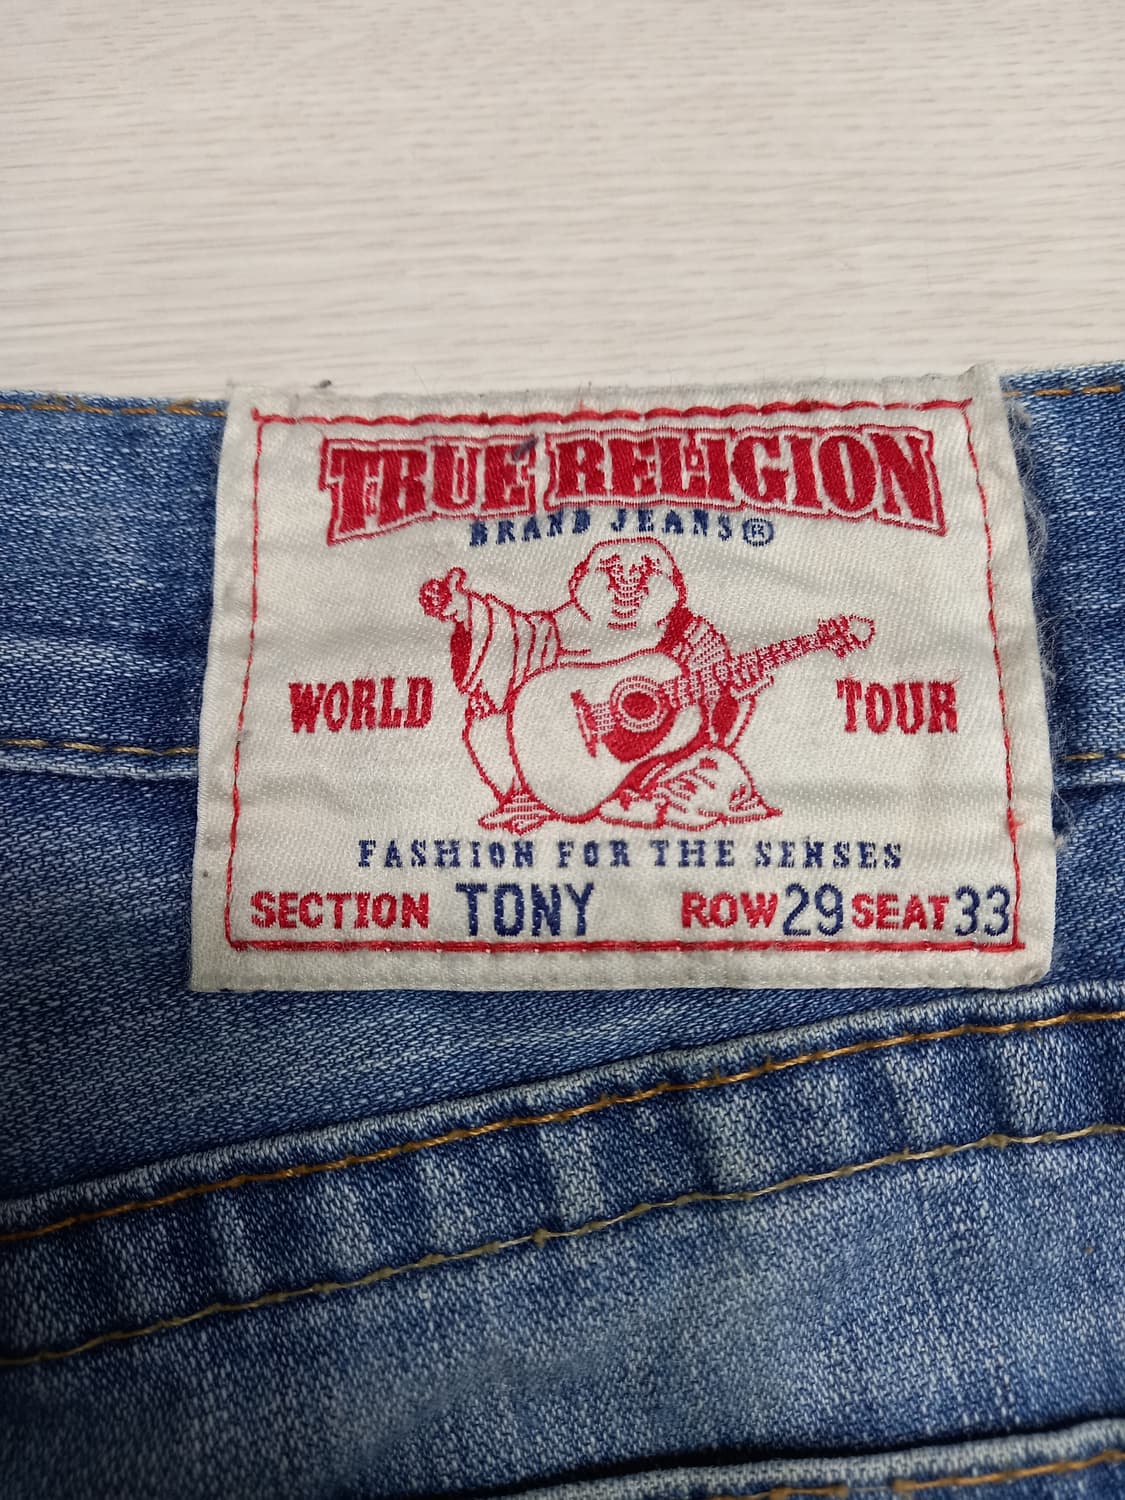 TRUE RELIGION
BRAND JEANS®
WORLD TOUR
FASHION FOR THE SENSES
SECTION TONY ROW 29 SEAT 33